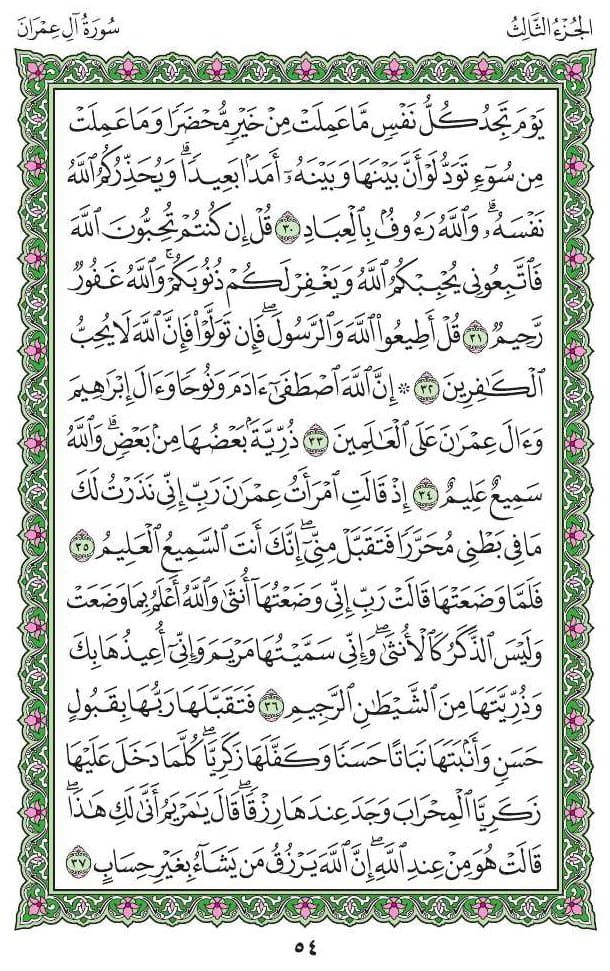 الجُزْءُ الثَّالِثُ
سُورَةُ آلِ عِمْرَانَ
يَوْمَ تَجِدُ كُلُّ نَفْسٍ مَّا عَمِلَتْ مِنْ خَيْرٍ مُّحْضَرًا وَمَا عَمِلَتْ
مِن سُوٓءٍ تَوَدُّ لَوْ أَنَّ بَيْنَهَا وَبَيْنَهُۥٓ أَمَدًۢا بَعِيدًا ۗ وَيُحَذِّرُكُمُ ٱللَّهُ
نَفْسَهُۥ ۗ وَٱللَّهُ رَءُوفٌۢ بِٱلْعِبَادِ ٣٠ قُلْ إِن كُنتُمْ تُحِبُّونَ ٱللَّهَ
فَٱتَّبِعُونِى يُحْبِبْكُمُ ٱللَّهُ وَيَغْفِرْ لَكُمْ ذُنُوبَكُمْ ۗ وَٱللَّهُ غَفُورٌ
رَّحِيمٌ ٣١ قُلْ أَطِيعُوا۟ ٱللَّهَ وَٱلرَّسُولَ ۖ فَإِن تَوَلَّوْا۟ فَإِنَّ ٱللَّهَ لَا يُحِبُّ
ٱلْكَٰفِرِينَ ٣٢ ۞ إِنَّ ٱللَّهَ ٱصْطَفَىٰٓ ءَادَمَ وَنُوحًا وَءَالَ إِبْرَٰهِيمَ
وَءَالَ عِمْرَٰنَ عَلَى ٱلْعَٰلَمِينَ ٣٣ ذُرِّيَّةًۢ بَعْضُهَا مِنۢ بَعْضٍ ۗ وَٱللَّهُ
سَمِيعٌ عَلِيمٌ ٣٤ إِذْ قَالَتِ ٱمْرَأَتُ عِمْرَٰنَ رَبِّ إِنِّى نَذَرْتُ لَكَ
مَا فِى بَطْنِى مُحَرَّرًا فَتَقَبَّلْ مِنِّىٓ ۖ إِنَّكَ أَنتَ ٱلسَّمِيعُ ٱلْعَلِيمُ ٣٥
فَلَمَّا وَضَعَتْهَا قَالَتْ رَبِّ إِنِّى وَضَعْتُهَآ أُنثَىٰ وَٱللَّهُ أَعْلَمُ بِمَا وَضَعَتْ
وَلَيْسَ ٱلذَّكَرُ كَٱلْأُنثَىٰ ۖ وَإِنِّى سَمَّيْتُهَا مَرْيَمَ وَإِنِّىٓ أُعِيذُهَا بِكَ
وَذُرِّيَّتَهَا مِنَ ٱلشَّيْطَٰنِ ٱلرَّجِيمِ ٣٦ فَتَقَبَّلَهَا رَبُّهَا بِقَبُولٍ
حَسَنٍ وَأَنۢبَتَهَا نَبَاتًا حَسَنًا وَكَفَّلَهَا زَكَرِيَّا ۖ كُلَّمَا دَخَلَ عَلَيْهَا
زَكَرِيَّا ٱلْمِحْرَابَ وَجَدَ عِندَهَا رِزْقًا ۖ قَالَ يَٰمَرْيَمُ أَنَّىٰ لَكِ هَٰذَا ۖ
قَالَتْ هُوَ مِنْ عِندِ ٱللَّهِ ۖ إِنَّ ٱللَّهَ يَرْزُقُ مَن يَشَآءُ بِغَيْرِ حِسَابٍ ٣٧
٥٤